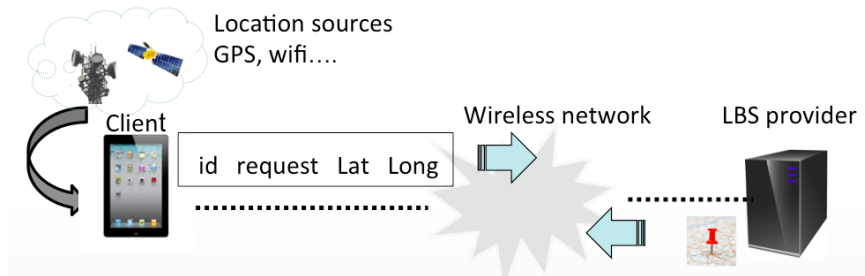 Location sources
GPS, wifi....
Client
Wireless network
LBS provider
id request Lat Long